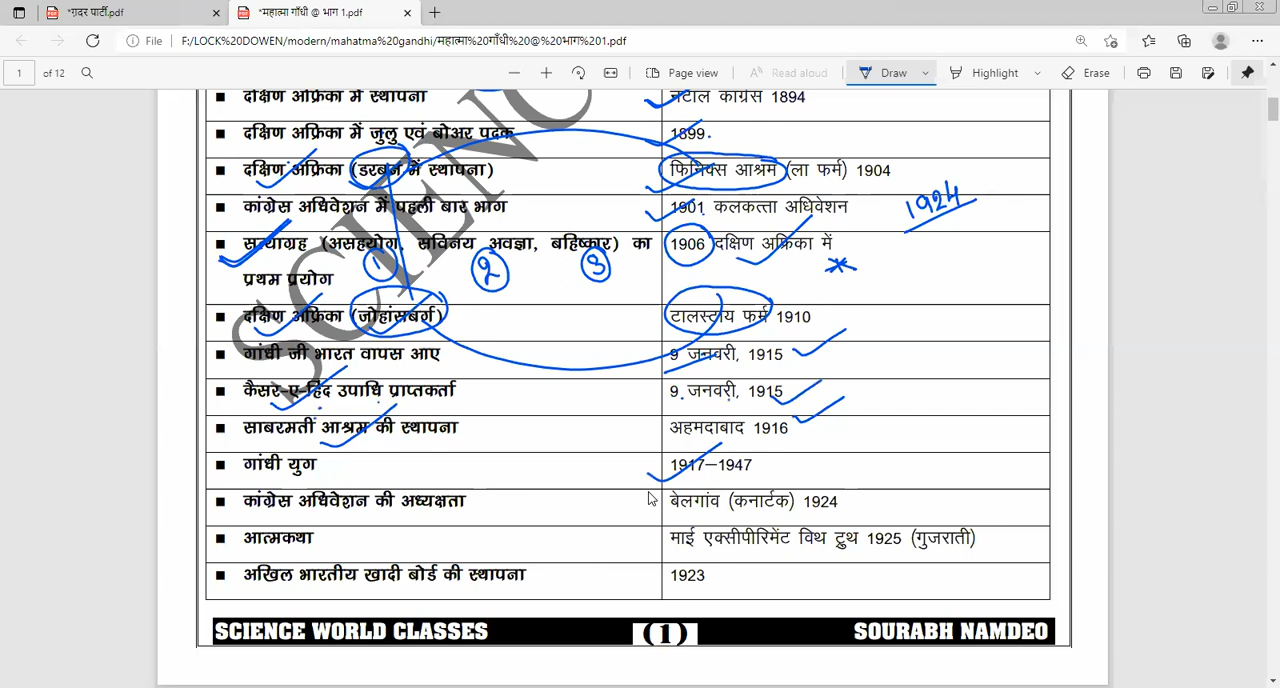 *ग़दर पार्टी.pdf
*महात्मा गाँधी @ भाग 1.pdf
File F:/LOCK%20DOWEN/modern/mahatma%20gandhi/महात्मा%20गाँधी%20@%20भाग%201.pdf
1 of 12 Page view Read aloud Draw Highlight Erase
दक्षिण अफ्रिका में स्थापना नटाल कांग्रेस 1894
दक्षिण अफ्रिका में जुलु एवं बोअर पदक 1899
दक्षिण अफ्रिका (डरबन में स्थापना) फिनिक्स आश्रम (ला फर्म) 1904
कांग्रेस अधिवेशन में पहली बार भाग 1901 कलकत्ता अधिवेशन
1924
सत्याग्रह (असहयोग, सविनय अवज्ञा, बहिष्कार) का 1906 दक्षिण अफ्रिका में
1 2 3
प्रथम प्रयोग
दक्षिण अफ्रिका (जोहांसबर्ग) टालस्टाय फर्म 1910
गांधी जी भारत वापस आए 9 जनवरी, 1915
कैसर-ए-हिंद उपाधि प्राप्तकर्ता 9 जनवरी, 1915
साबरमती आश्रम की स्थापना अहमदाबाद 1916
गांधी युग 1917–1947
कांग्रेस अधिवेशन की अध्यक्षता बेलगांव (कनार्टक) 1924
आत्मकथा माई एक्सीपीरिमेंट विथ ट्रुथ 1925 (गुजराती)
अखिल भारतीय खादी बोर्ड की स्थापना 1923
SCIENCE WORLD CLASSES (1) SOURABH NAMDEO
SCIENC